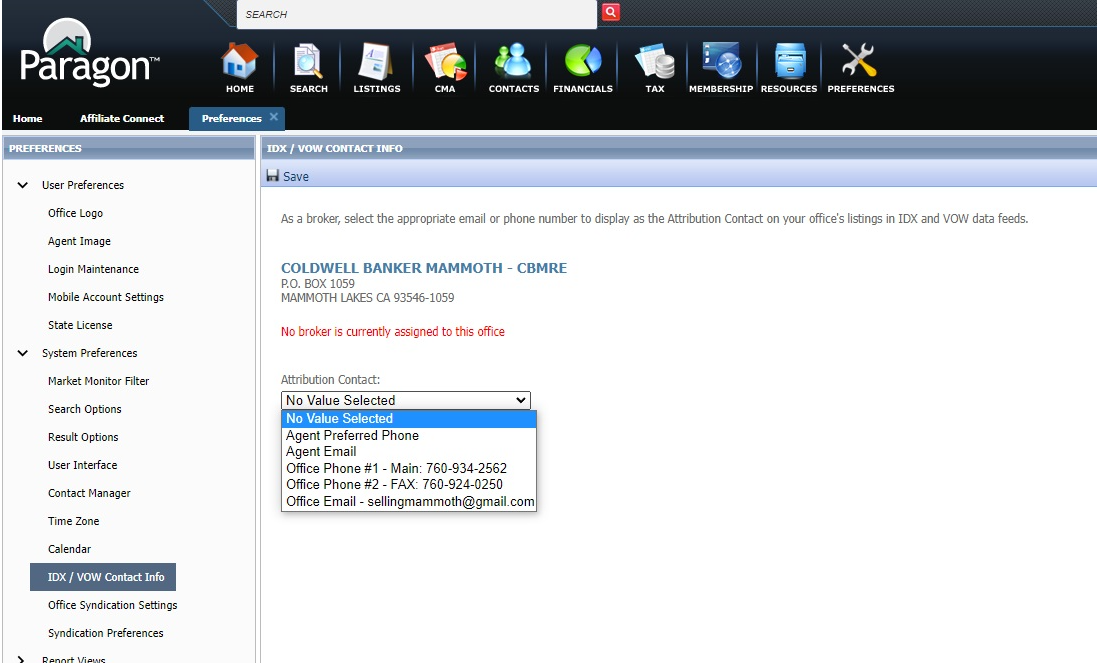 SEARCH
Paragon™
HOME
SEARCH
LISTINGS
CMA
CONTACTS
FINANCIALS
TAX
MEMBERSHIP
RESOURCES
PREFERENCES
Home
Affiliate Connect
Preferences
PREFERENCES
User Preferences
Office Logo
Agent Image
Login Maintenance
Mobile Account Settings
State License
System Preferences
Market Monitor Filter
Search Options
Result Options
User Interface
Contact Manager
Time Zone
Calendar
IDX / VOW Contact Info
Office Syndication Settings
Syndication Preferences
Report Views
IDX / VOW CONTACT INFO
Save
As a broker, select the appropriate email or phone number to display as the Attribution Contact on your office's listings in IDX and VOW data feeds.
COLDWELL BANKER MAMMOTH - CBMRE
P.O. BOX 1059
MAMMOTH LAKES CA 93546-1059
No broker is currently assigned to this office
Attribution Contact:
No Value Selected
No Value Selected
Agent Preferred Phone
Agent Email
Office Phone #1 - Main: 760-934-2562
Office Phone #2 - FAX: 760-924-0250
Office Email - sellingmammoth@gmail.com